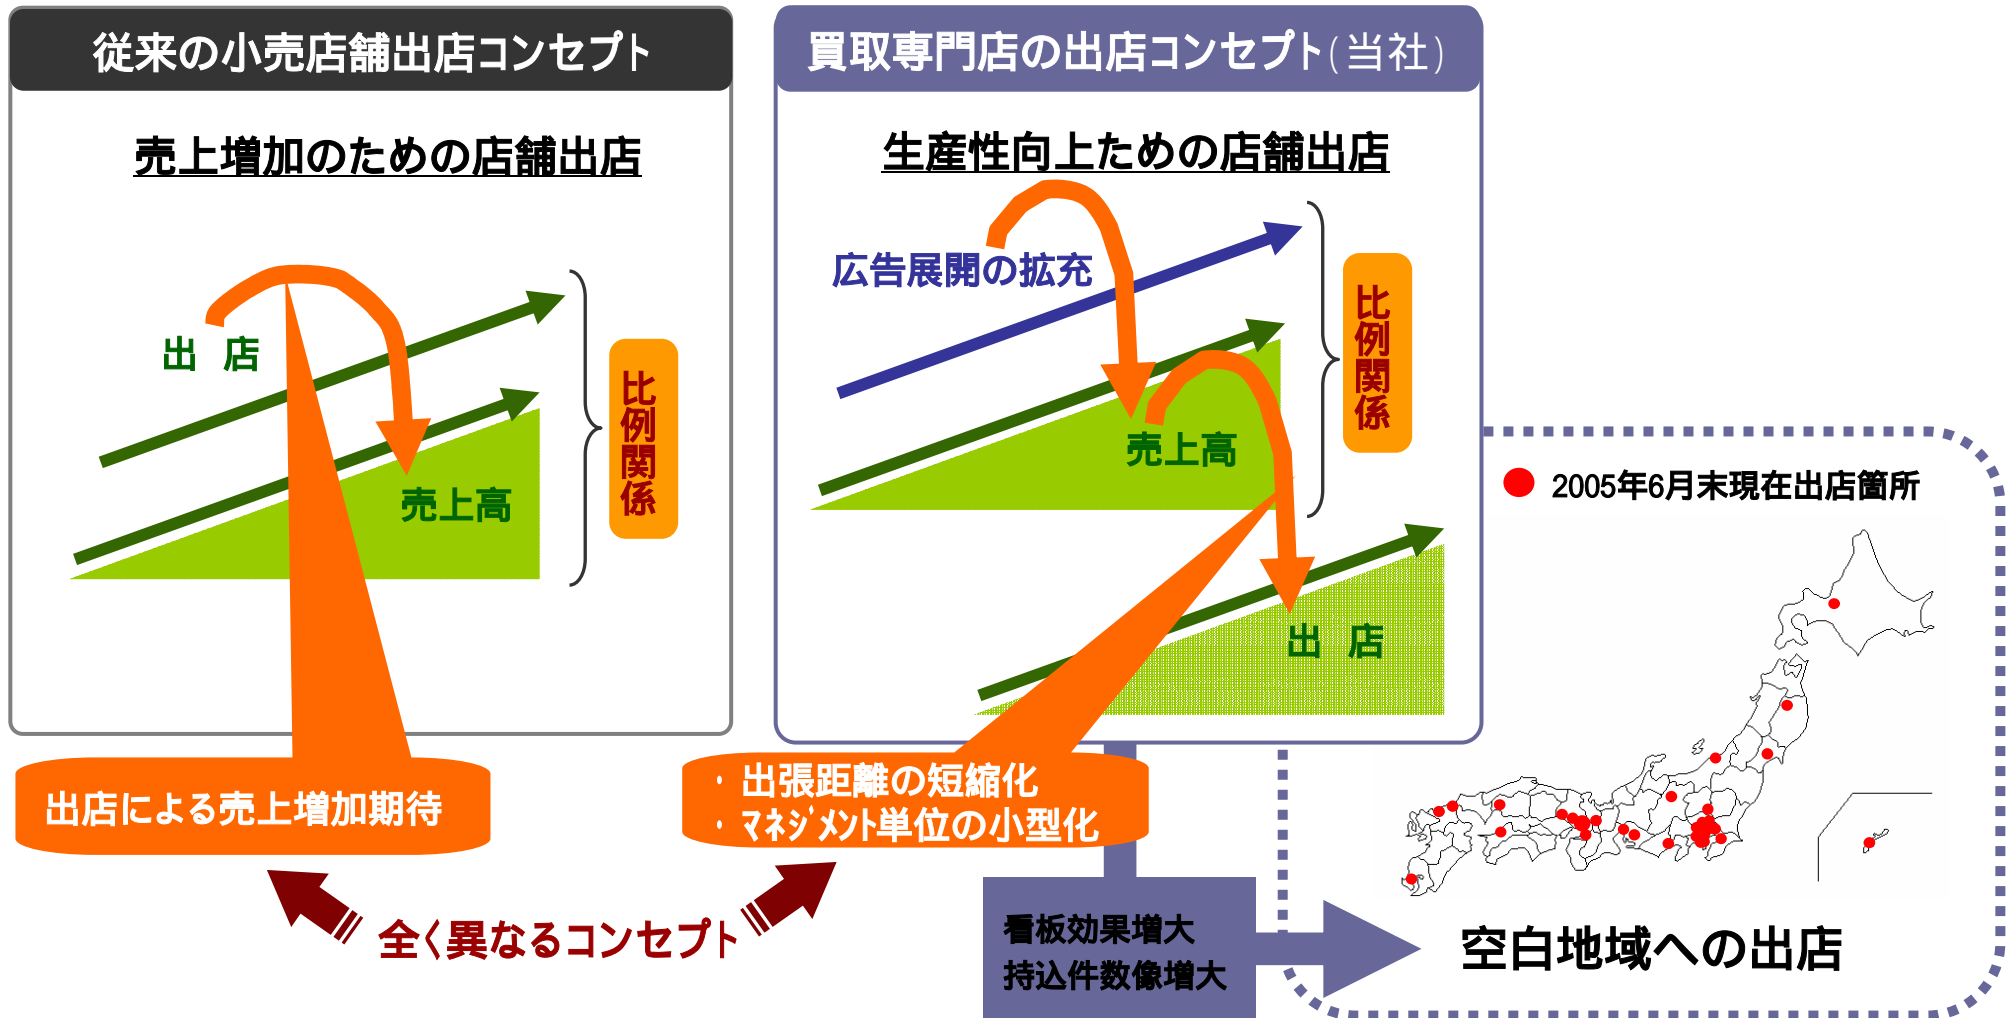 従来の小売店舗出店コンセプト
売上増加のための店舗出店
出 店
売上高
比例関係
出店による売上増加期待
買取専門店の出店コンセプト(当社)
生産性向上ための店舗出店
広告展開の拡充
売上高
出 店
比例関係
・ 出張距離の短縮化
・ マネジメント単位の小型化
全く異なるコンセプト
看板効果増大
持込件数像増大
2005年6月末現在出店箇所
空白地域への出店